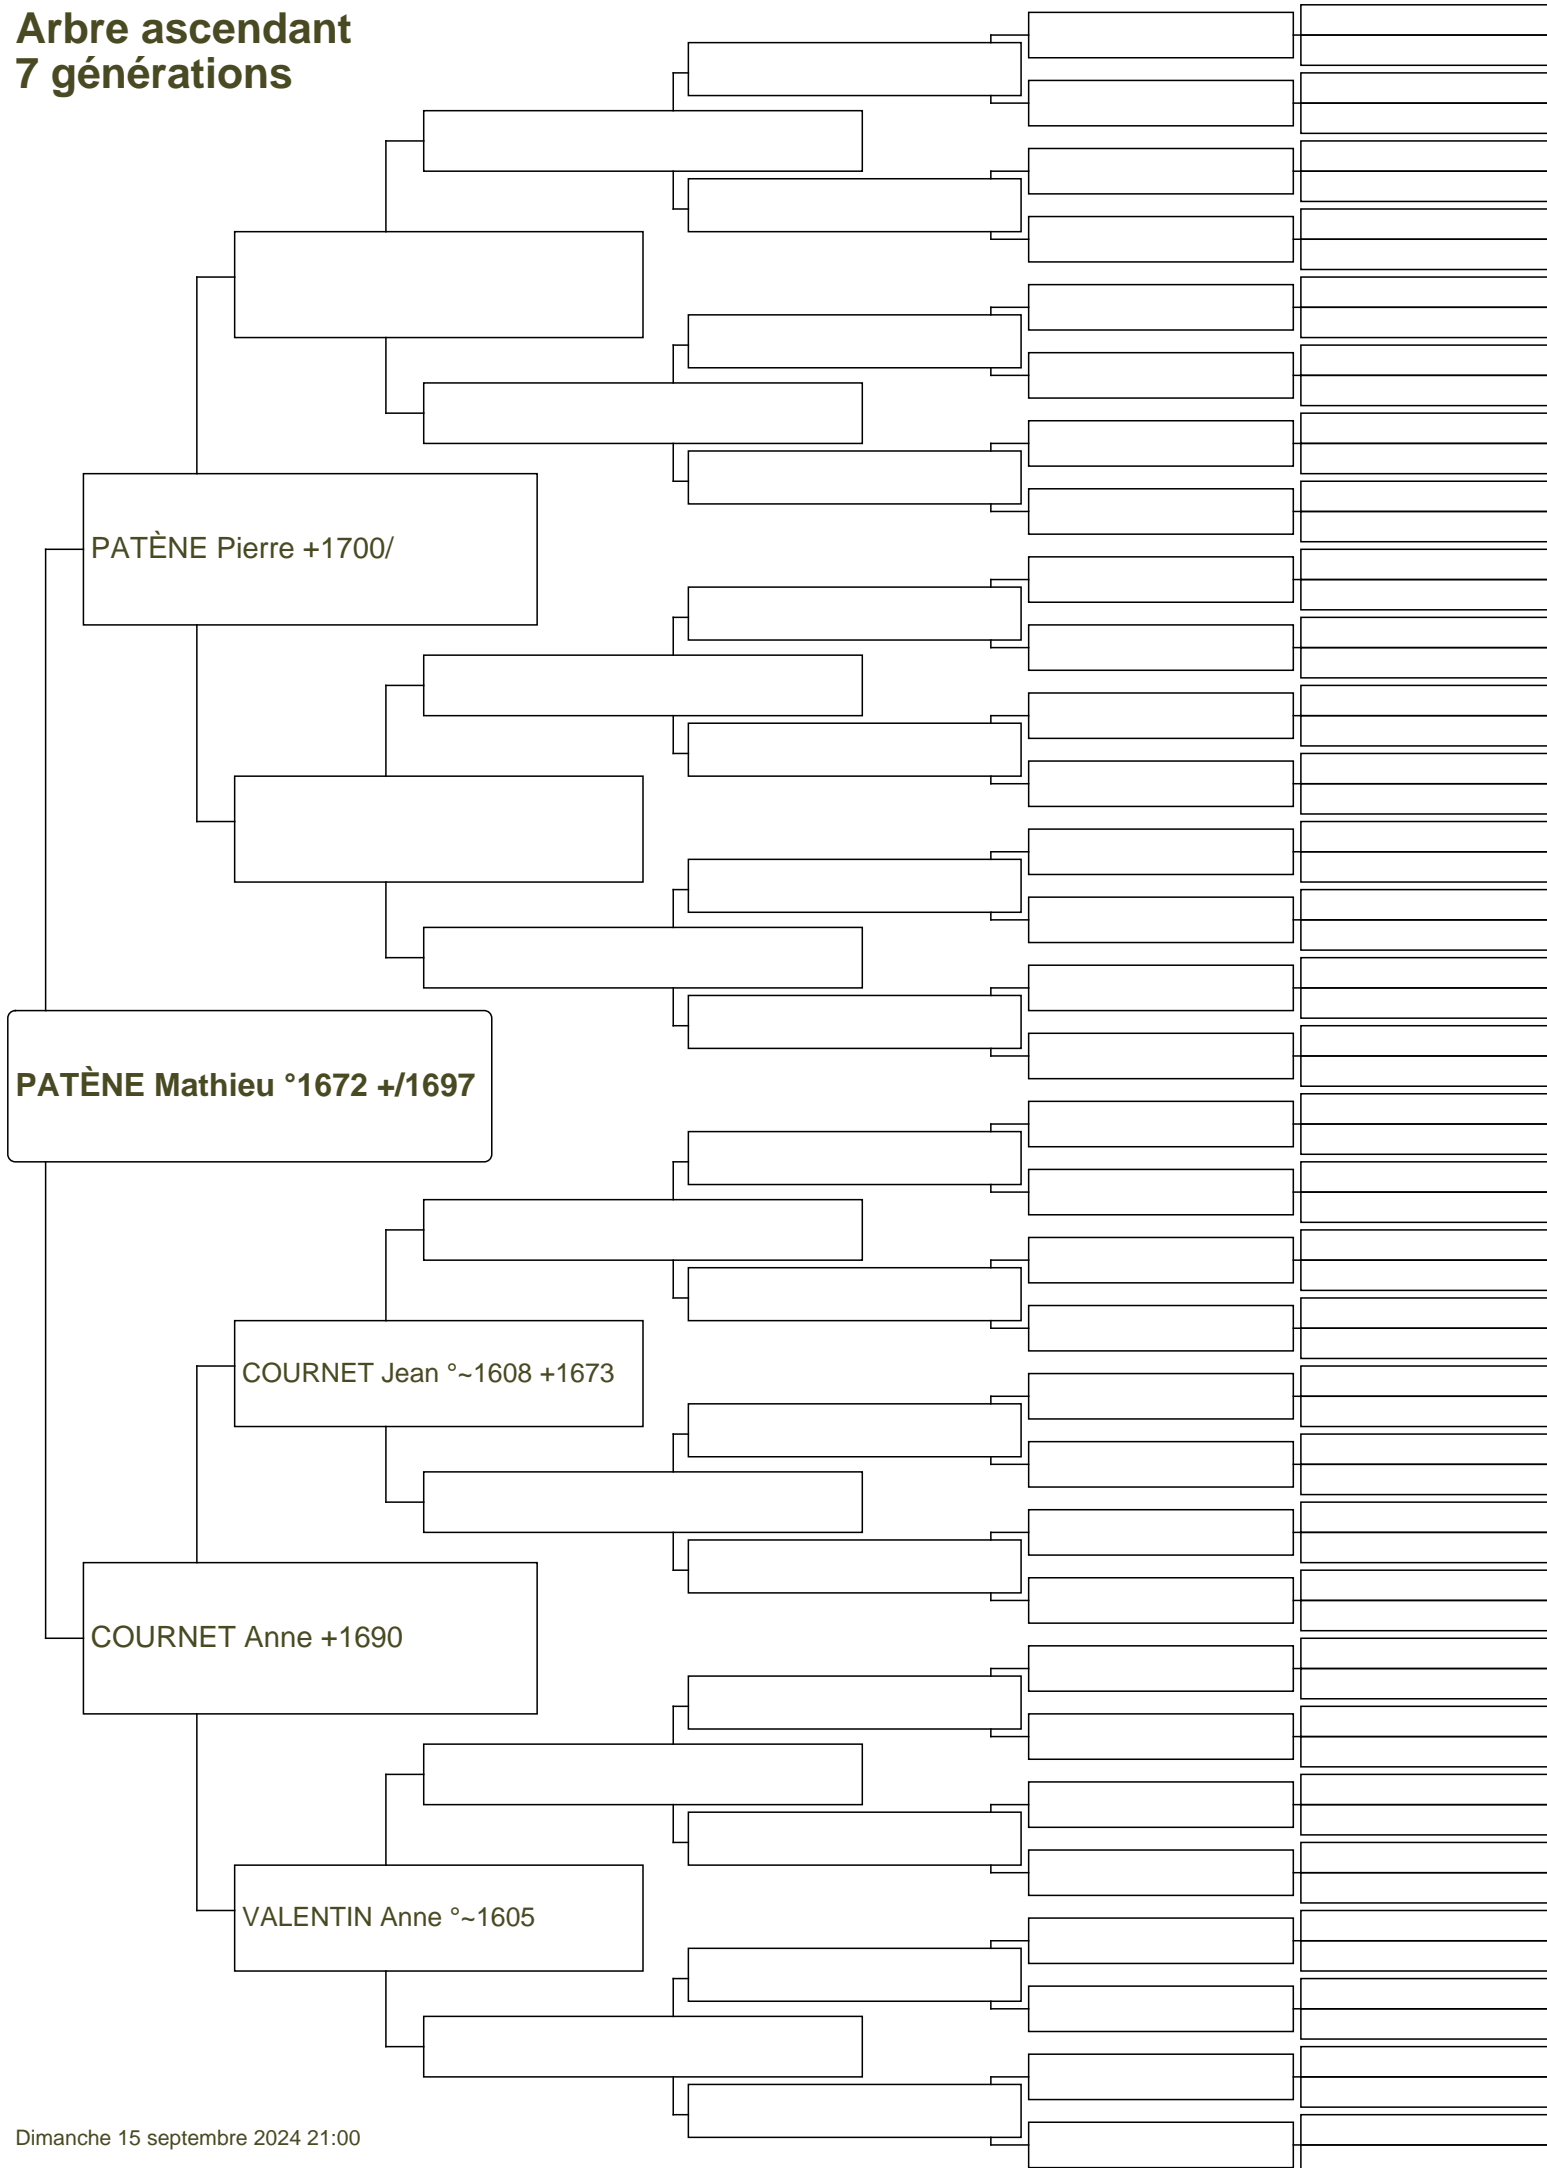 Arbre ascendant
7 générations
PATÈNE Pierre +1700/
PATÈNE Mathieu °1672 +/1697
COURNET Jean °~1608 +1673
COURNET Anne +1690
VALENTIN Anne °~1605
Dimanche 15 septembre 2024 21:00